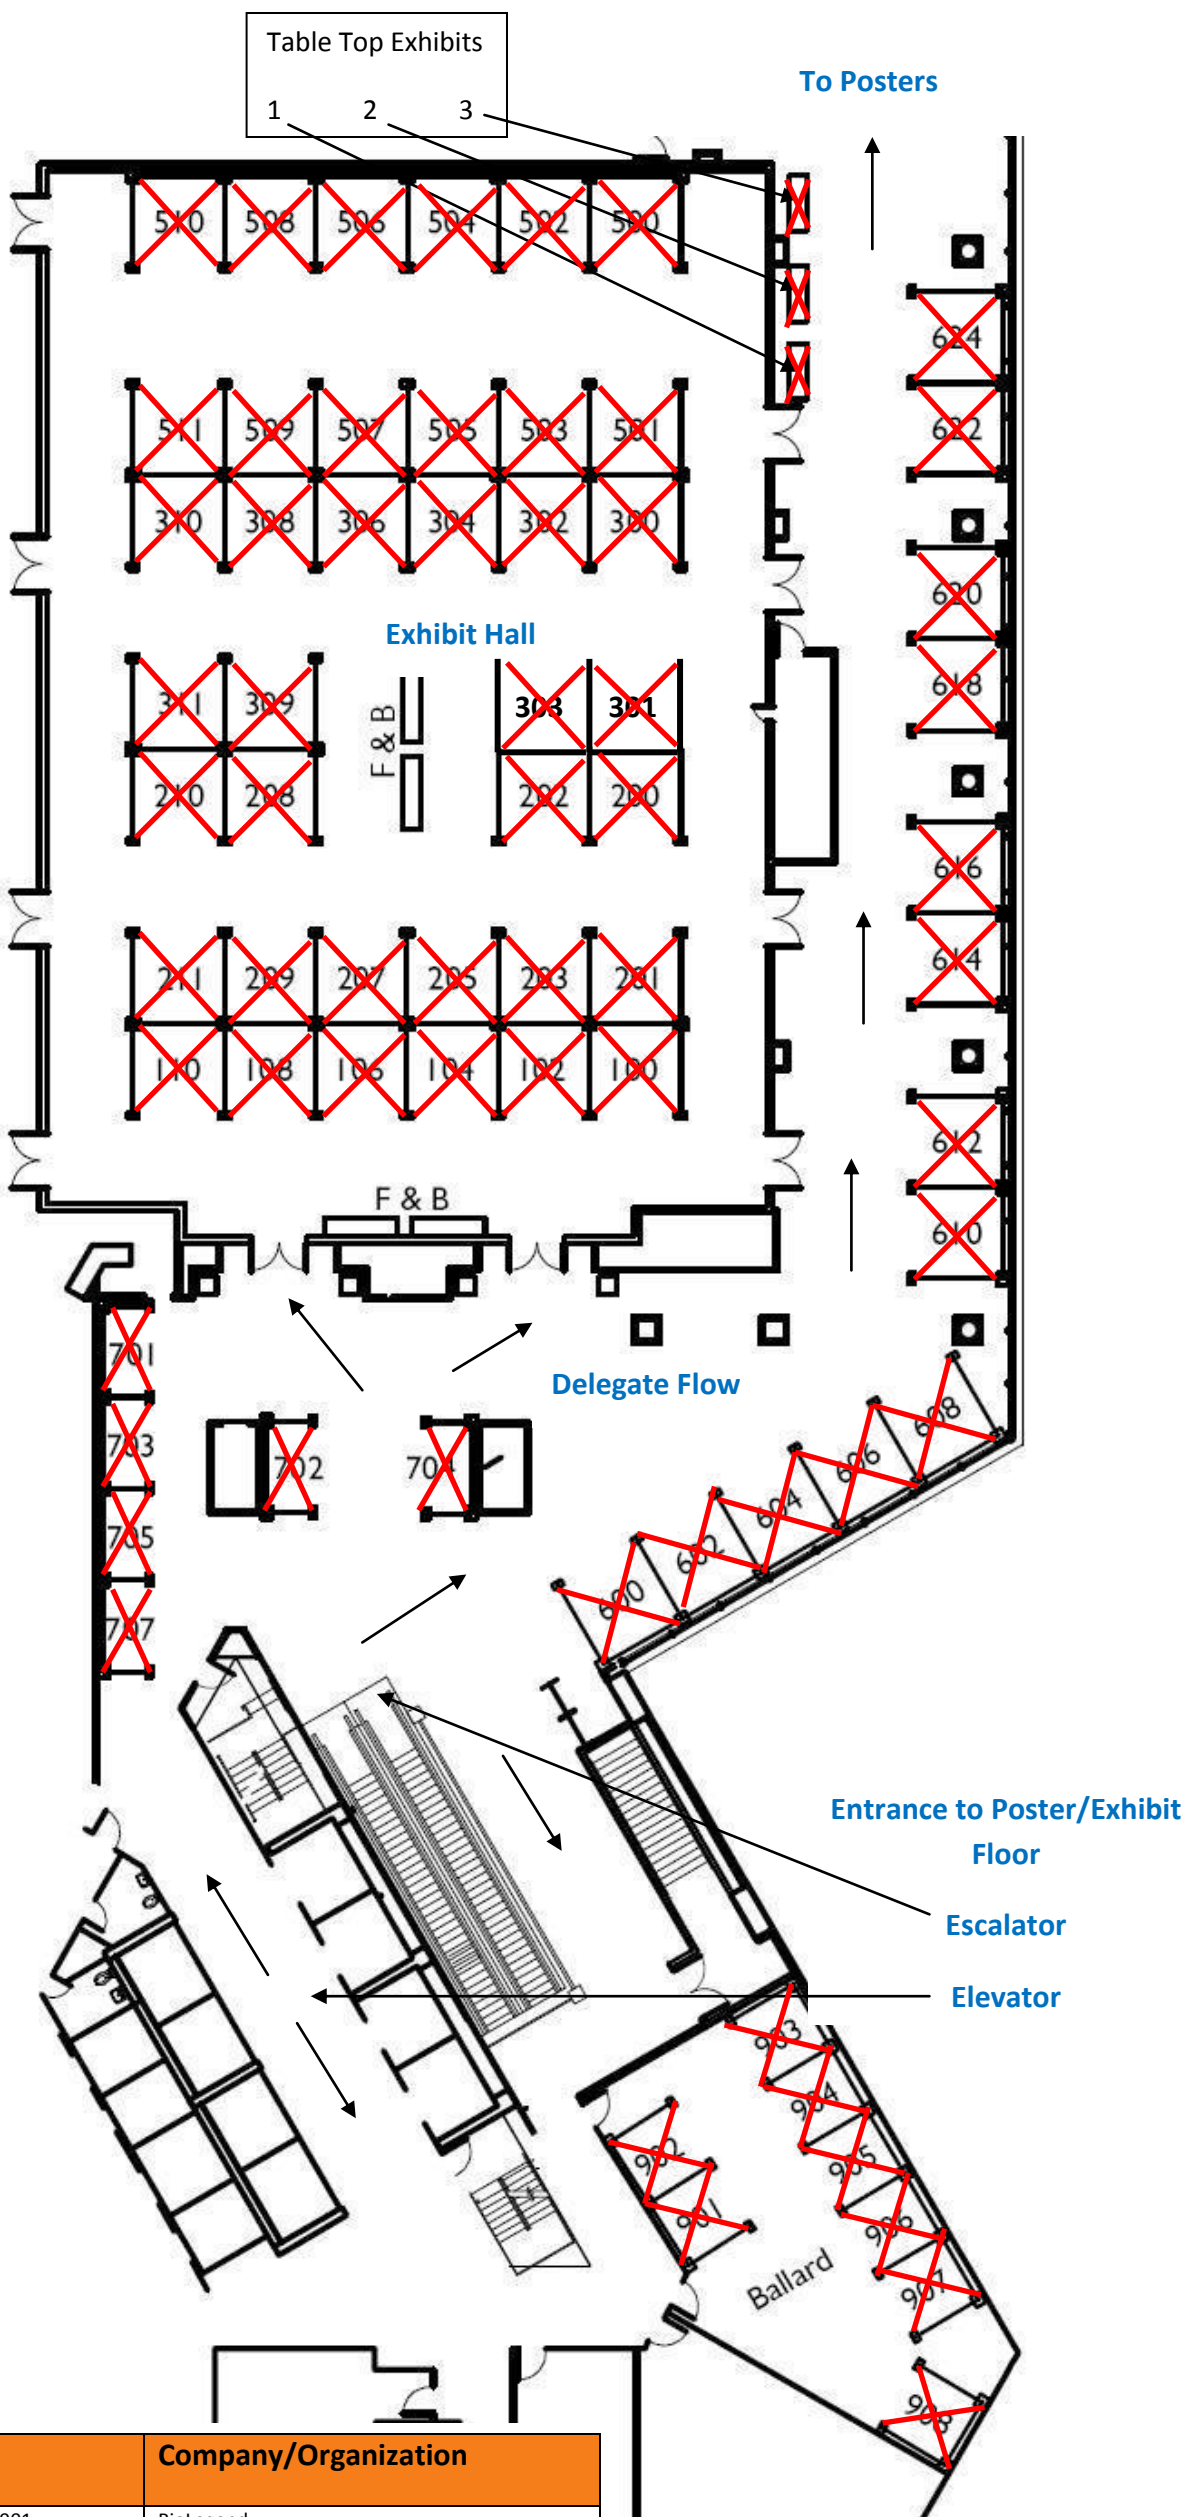 Table Top Exhibits
1 2 3
To Posters
510 508 506 504 502 500
624
511 509 507 505 503 501
622
310 308 306 304 302 300
620
Exhibit Hall
618
311 309 F & B 303 301
210 208 202 200
616
211 209 207 205 203 201
614
110 108 106 104 102 100
612
F & B
610
701
Delegate Flow
608
703
702 704
606
604
705
602
600
707
Entrance to Poster/Exhibit
Floor
Escalator
Elevator
903
904
902
905
901
906
Ballard
907
908
Company/Organization